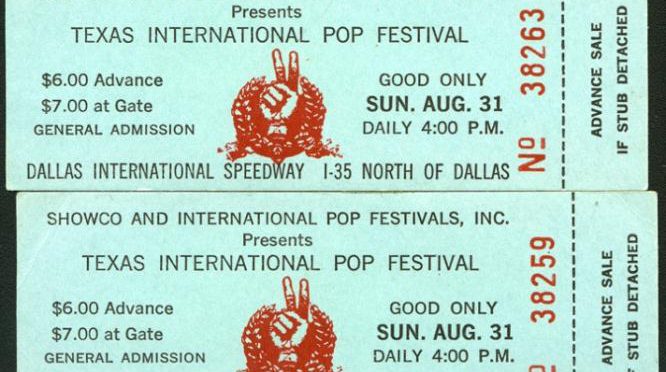 Presents
TEXAS INTERNATIONAL POP FESTIVAL
$6.00 Advance
$7.00 at Gate
GENERAL ADMISSION
GOOD ONLY
SUN. AUG. 31
DAILY 4:00 P.M.
DALLAS INTERNATIONAL SPEEDWAY I-35 NORTH OF DALLAS
Nº 38263
ADVANCE SALE
IF STUB DETACHED
SHOWCO AND INTERNATIONAL POP FESTIVALS, INC.
Presents
TEXAS INTERNATIONAL POP FESTIVAL
$6.00 Advance
$7.00 at Gate
GENERAL ADMISSION
GOOD ONLY
SUN. AUG. 31
DAILY 4:00 P.M.
38259
ADVANCE SALE
IF STUB DETACHED